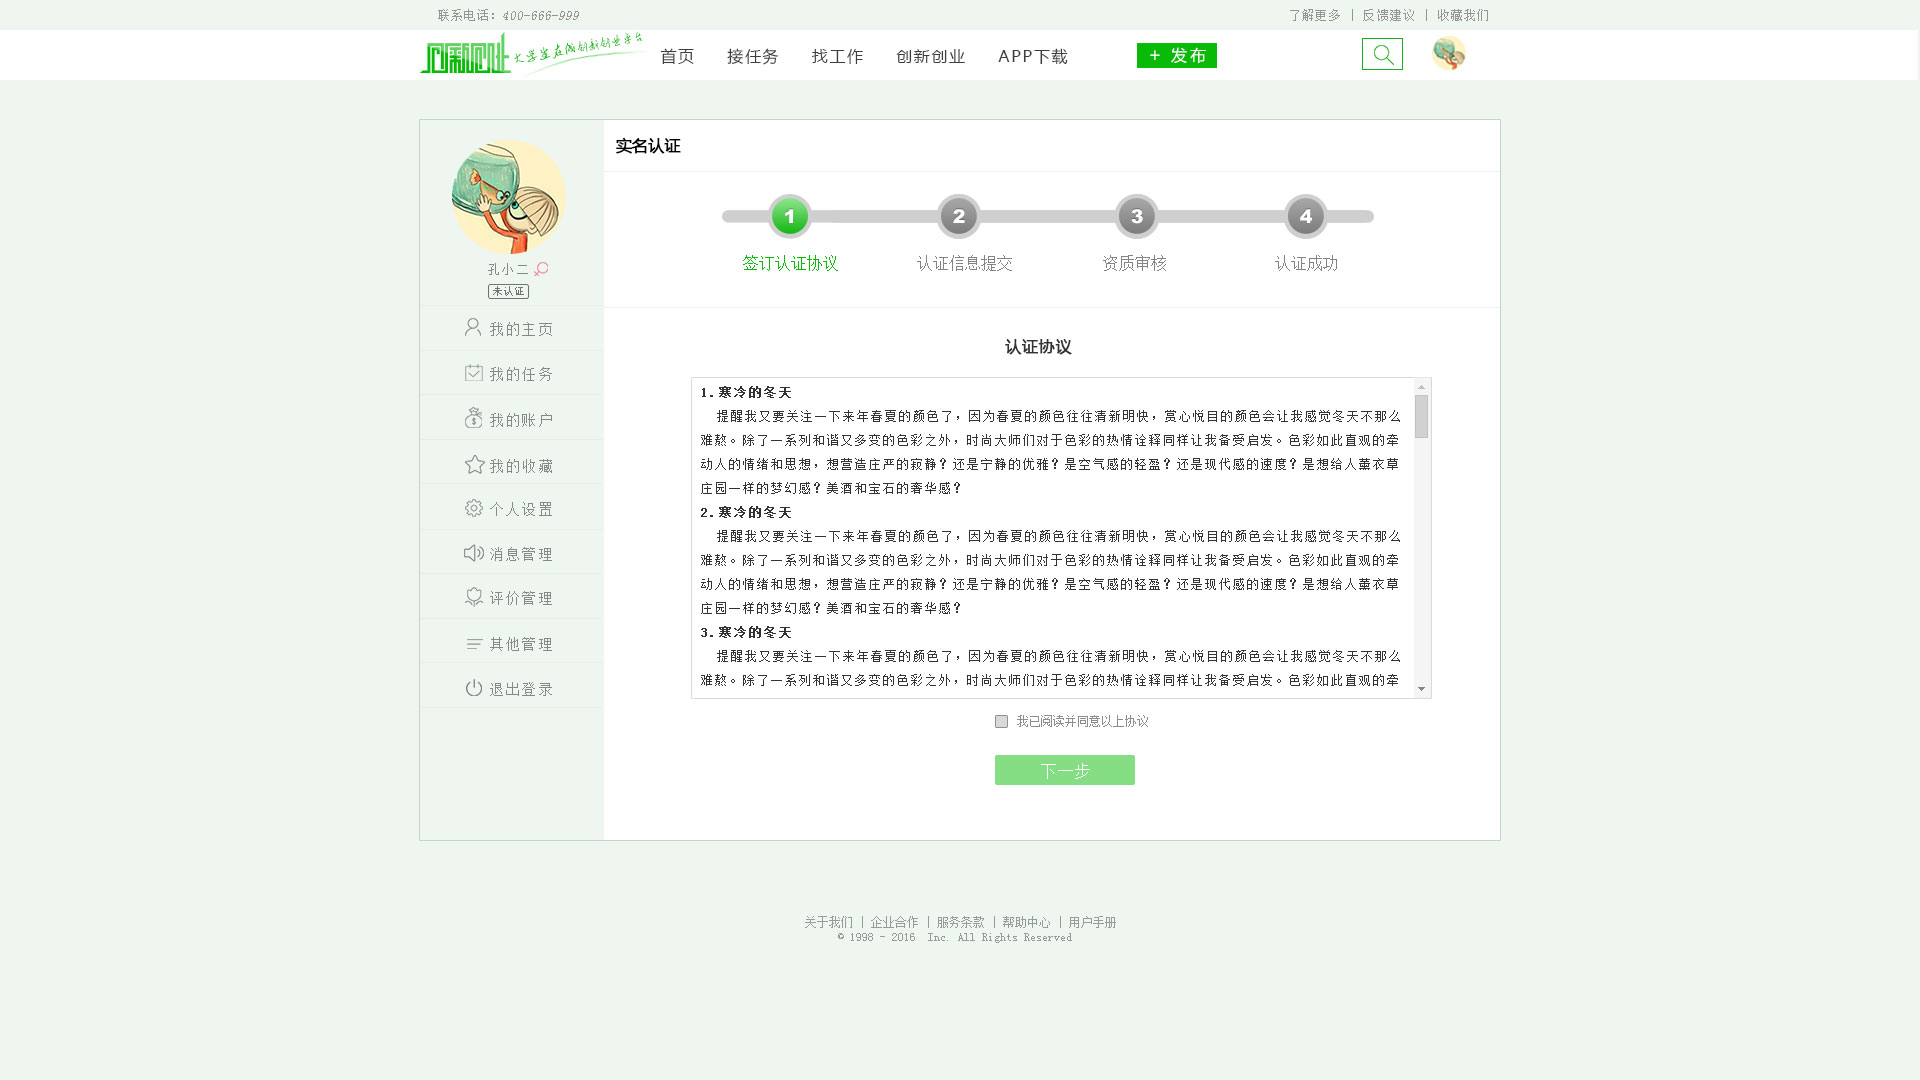 联系电话：400-666-999
了解更多 | 反馈建议 | 收藏我们
大学生在线创新创业平台
首页 接任务 找工作 创新创业 APP下载
+ 发布
实名认证
1 2 3 4
签订认证协议 认证信息提交 资质审核 认证成功
孔小二
未认证
我的主页
我的任务
我的账户
我的收藏
个人设置
消息管理
评价管理
其他管理
退出登录
认证协议
1.寒冷的冬天
提醒我又要关注一下来年春夏的颜色了，因为春夏的颜色往往清新明快，赏心悦目的颜色会让我感觉冬天不那么
难熬。除了一系列和谐又多变的色彩之外，时尚大师们对于色彩的热情诠释同样让我备受启发。色彩如此直观的牵
动人的情绪和思想，想营造庄严的寂静？还是宁静的优雅？是空气感的轻盈？还是现代感的速度？是想给人薰衣草
庄园一样的梦幻感？美酒和宝石的奢华感？
2.寒冷的冬天
提醒我又要关注一下来年春夏的颜色了，因为春夏的颜色往往清新明快，赏心悦目的颜色会让我感觉冬天不那么
难熬。除了一系列和谐又多变的色彩之外，时尚大师们对于色彩的热情诠释同样让我备受启发。色彩如此直观的牵
动人的情绪和思想，想营造庄严的寂静？还是宁静的优雅？是空气感的轻盈？还是现代感的速度？是想给人薰衣草
庄园一样的梦幻感？美酒和宝石的奢华感？
3.寒冷的冬天
提醒我又要关注一下来年春夏的颜色了，因为春夏的颜色往往清新明快，赏心悦目的颜色会让我感觉冬天不那么
难熬。除了一系列和谐又多变的色彩之外，时尚大师们对于色彩的热情诠释同样让我备受启发。色彩如此直观的牵
我已阅读并同意以上协议
下一步
关于我们 | 企业合作 | 服务条款 | 帮助中心 | 用户手册
© 1998 - 2016 Inc. All Rights Reserved